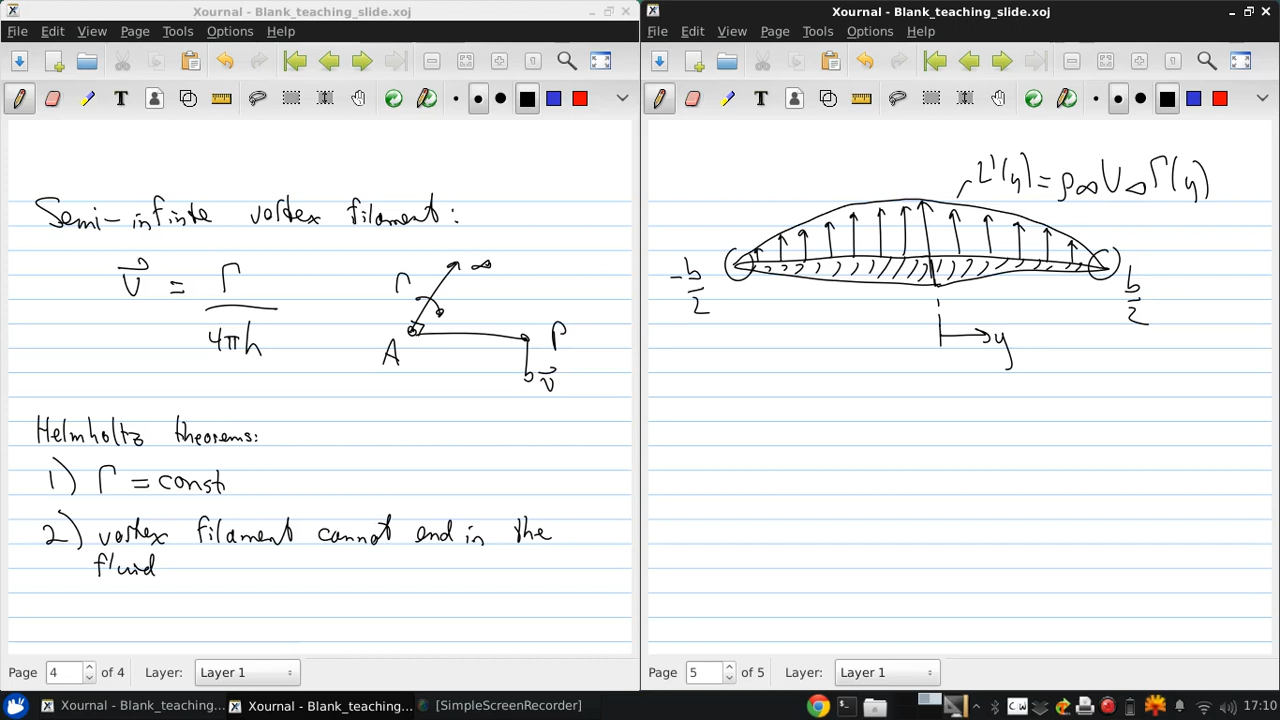 Xournal - Blank_teaching_slide.xoj
File Edit View Page Tools Options Help
Semi-infinte vortex filament:
V = Γ
4πh
Γ
∞
A
P
V
Helmholtz theorems:
1) Γ = const
2) vortex filament cannot end in the
fluid
Page 4 of 4 Layer: Layer 1
Xournal - Blank_teaching_slide.xoj
File Edit View Page Tools Options Help
L'(y) = ρ∞ V∞ Γ(y)
-b
2
b
2
y
Page 5 of 5 Layer: Layer 1
Xournal - Blank_teaching... Xournal - Blank_teaching... [SimpleScreenRecorder] 17:10